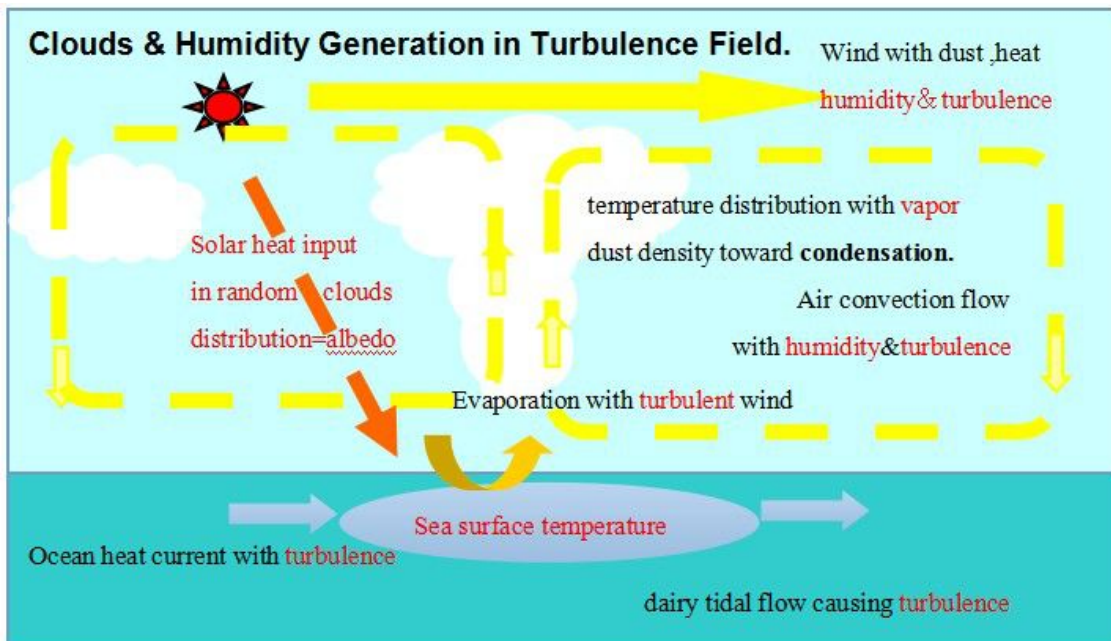 Clouds & Humidity Generation in Turbulence Field.
Wind with dust ,heat
humidity& turbulence
temperature distribution with vapor
dust density toward condensation.
Solar heat input
in random clouds
distribution=albedo
Air convection flow
with humidity&turbulence
Evaporation with turbulent wind
Sea surface temperature
Ocean heat current with turbulence
dairy tidal flow causing turbulence